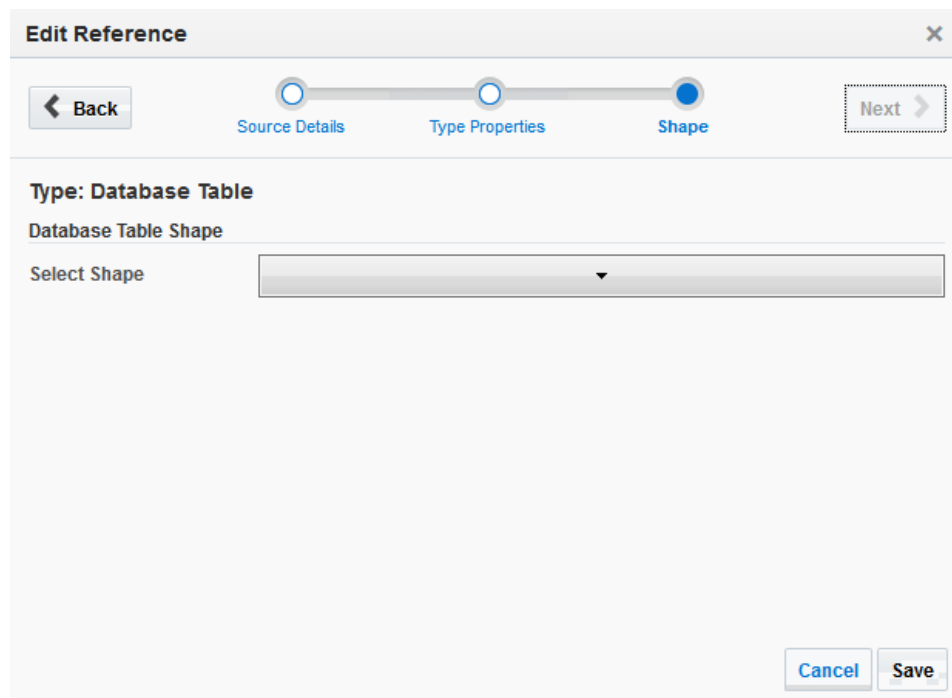 Edit Reference
Back
Source Details
Type Properties
Shape
Next
Type: Database Table
Database Table Shape
Select Shape
Cancel
Save